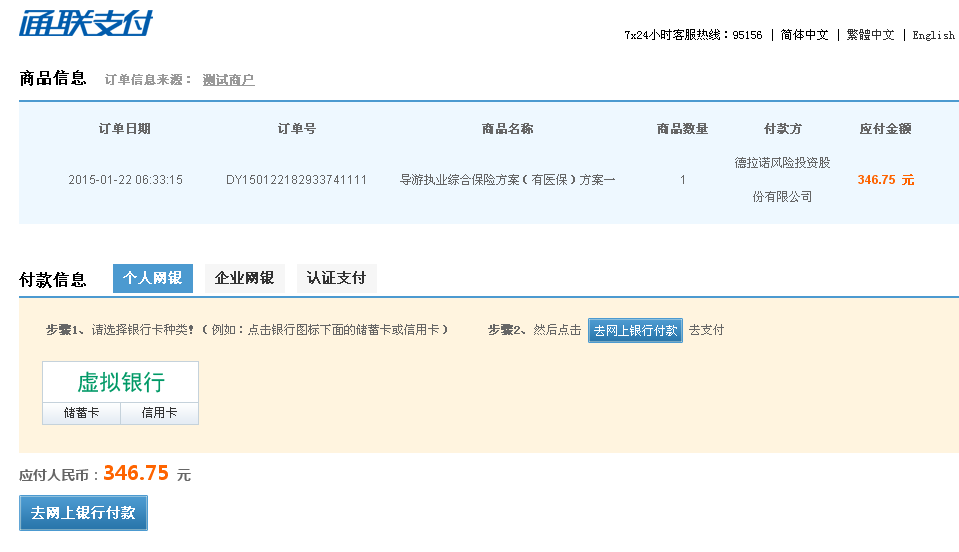 通联支付
7x24小时客服热线：95156 | 简体中文 | 繁體中文 | English
商品信息 订单信息来源： 测试商户
订单日期 订单号 商品名称 商品数量 付款方 应付金额
2015-01-22 06:33:15 DY150122182933741111 导游执业综合保险方案（有医保）方案一 1 德拉诺风险投资股 346.75 元
份有限公司
付款信息 个人网银 企业网银 认证支付
步骤1、请选择银行卡种类！（例如：点击银行图标下面的储蓄卡或信用卡） 步骤2、然后点击 去网上银行付款 去支付
虚拟银行
储蓄卡 信用卡
应付人民币：346.75 元
去网上银行付款